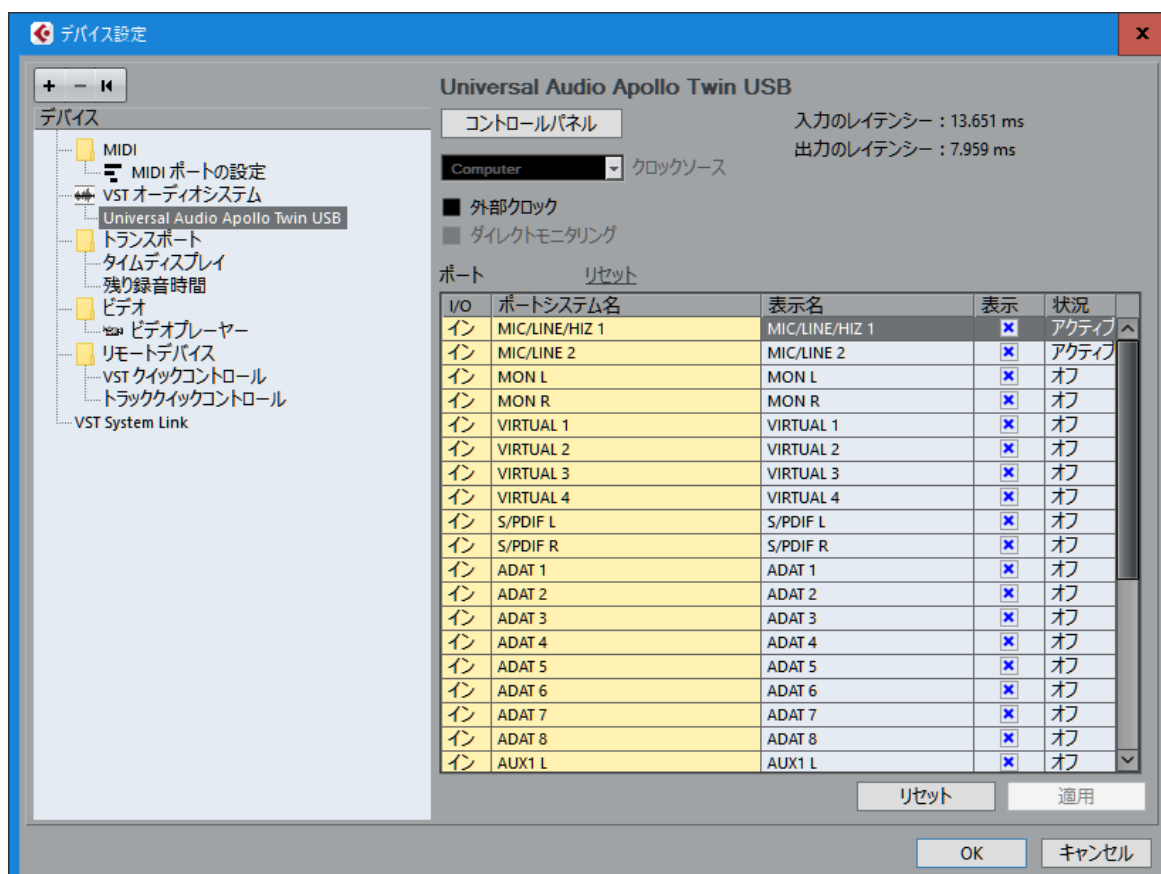 デバイス設定
デバイス
MIDI
MIDI ポートの設定
VST オーディオシステム
Universal Audio Apollo Twin USB
トランスポート
タイムディスプレイ
残り録音時間
ビデオ
ビデオプレーヤー
リモートデバイス
VST クイックコントロール
トラッククイックコントロール
VST System Link
Universal Audio Apollo Twin USB
コントロールパネル
入力のレイテンシー : 13.651 ms
出力のレイテンシー : 7.959 ms
Computer クロックソース
外部クロック
ダイレクトモニタリング
ポート リセット
I/O ポートシステム名 表示名 表示 状況
イン MIC/LINE/HIZ 1 MIC/LINE/HIZ 1 アクティブ
イン MIC/LINE 2 MIC/LINE 2 アクティブ
イン MON L MON L オフ
イン MON R MON R オフ
イン VIRTUAL 1 VIRTUAL 1 オフ
イン VIRTUAL 2 VIRTUAL 2 オフ
イン VIRTUAL 3 VIRTUAL 3 オフ
イン VIRTUAL 4 VIRTUAL 4 オフ
イン S/PDIF L S/PDIF L オフ
イン S/PDIF R S/PDIF R オフ
イン ADAT 1 ADAT 1 オフ
イン ADAT 2 ADAT 2 オフ
イン ADAT 3 ADAT 3 オフ
イン ADAT 4 ADAT 4 オフ
イン ADAT 5 ADAT 5 オフ
イン ADAT 6 ADAT 6 オフ
イン ADAT 7 ADAT 7 オフ
イン ADAT 8 ADAT 8 オフ
イン AUX1 L AUX1 L オフ
リセット 適用
OK キャンセル